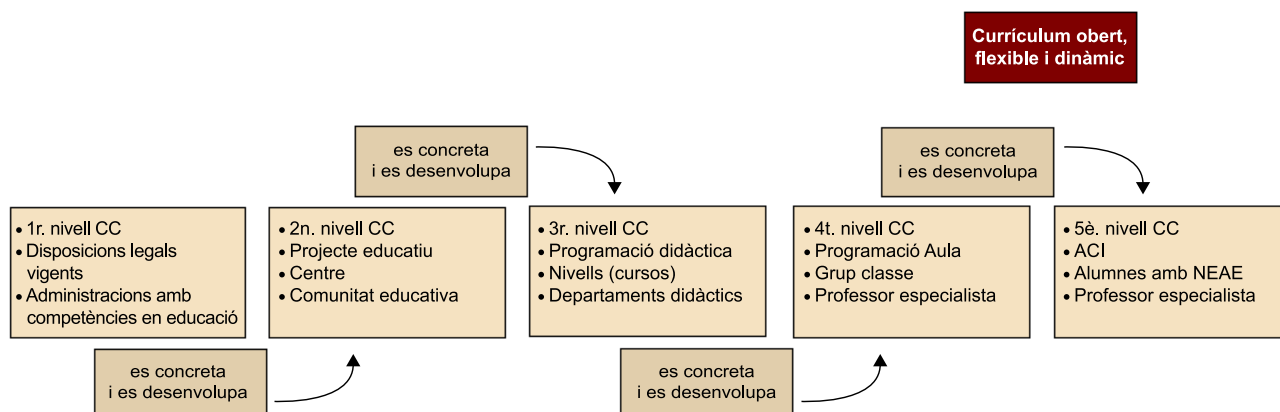 Currículum obert,
flexible i dinàmic
es concreta
i es desenvolupa
es concreta
i es desenvolupa
• 1r. nivell CC
• Disposicions legals
vigents
• Administracions amb
competències en educació
• 2n. nivell CC
• Projecte educatiu
• Centre
• Comunitat educativa
• 3r. nivell CC
• Programació didàctica
• Nivells (cursos)
• Departaments didàctics
• 4t. nivell CC
• Programació Aula
• Grup classe
• Professor especialista
• 5è. nivell CC
• ACI
• Alumnes amb NEAE
• Professor especialista
es concreta
i es desenvolupa
es concreta
i es desenvolupa